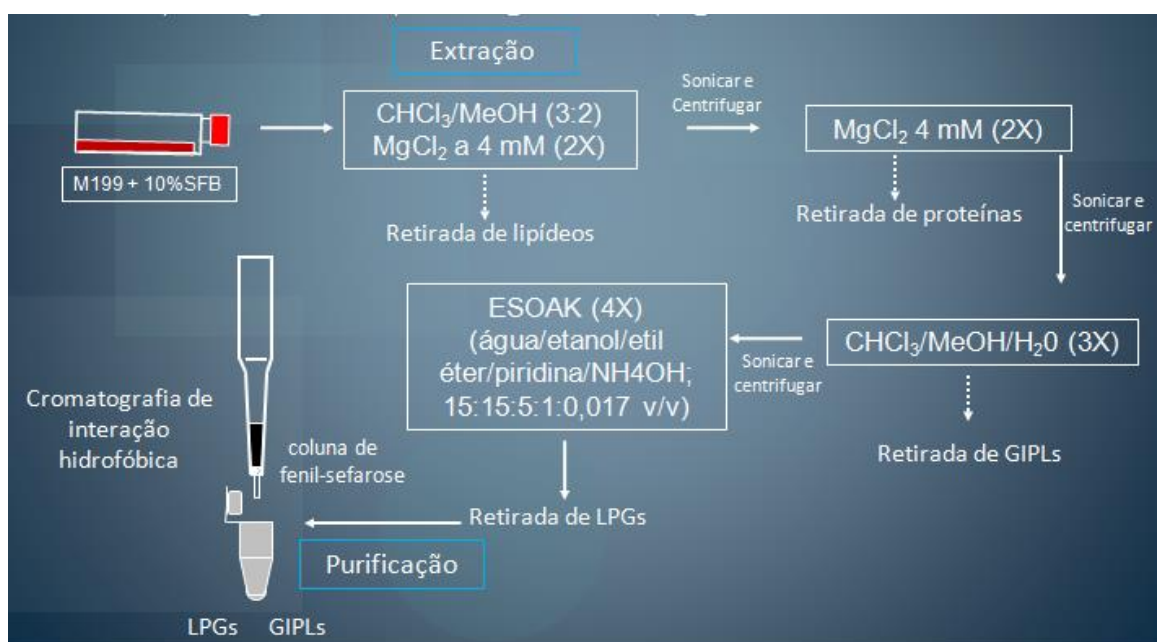 Extração
M199 + 10%SFB
CHCl₃/MeOH (3:2)
MgCl₂ a 4 mM (2X)
Retirada de lipídeos
Sonicar e
Centrifugar
MgCl₂ 4 mM (2X)
Retirada de proteínas
Sonicar e
centrifugar
CHCl₃/MeOH/H₂0 (3X)
Retirada de GIPLs
Sonicar e
centrifugar
ESOAK (4X)
(água/etanol/etil
éter/piridina/NH4OH;
15:15:5:1:0,017 v/v)
Retirada de LPGs
Purificação
Cromatografia de
interação
hidrofóbica
coluna de
fenil-sefarose
LPGs GIPLs